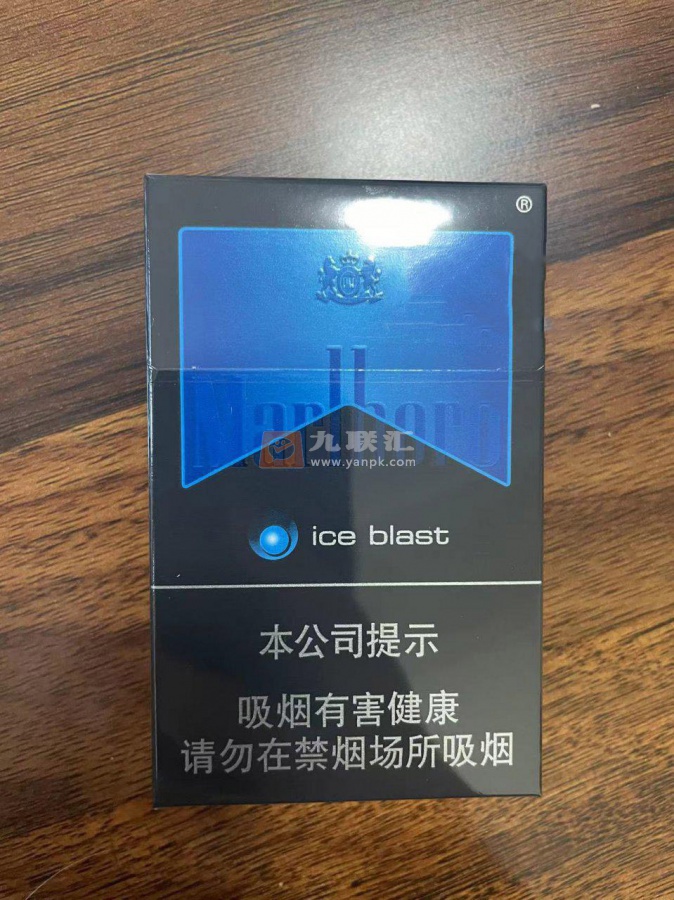 ®
Marlboro
九联汇
www.yanpk.com
ice blast
本公司提示
吸烟有害健康
请勿在禁烟场所吸烟